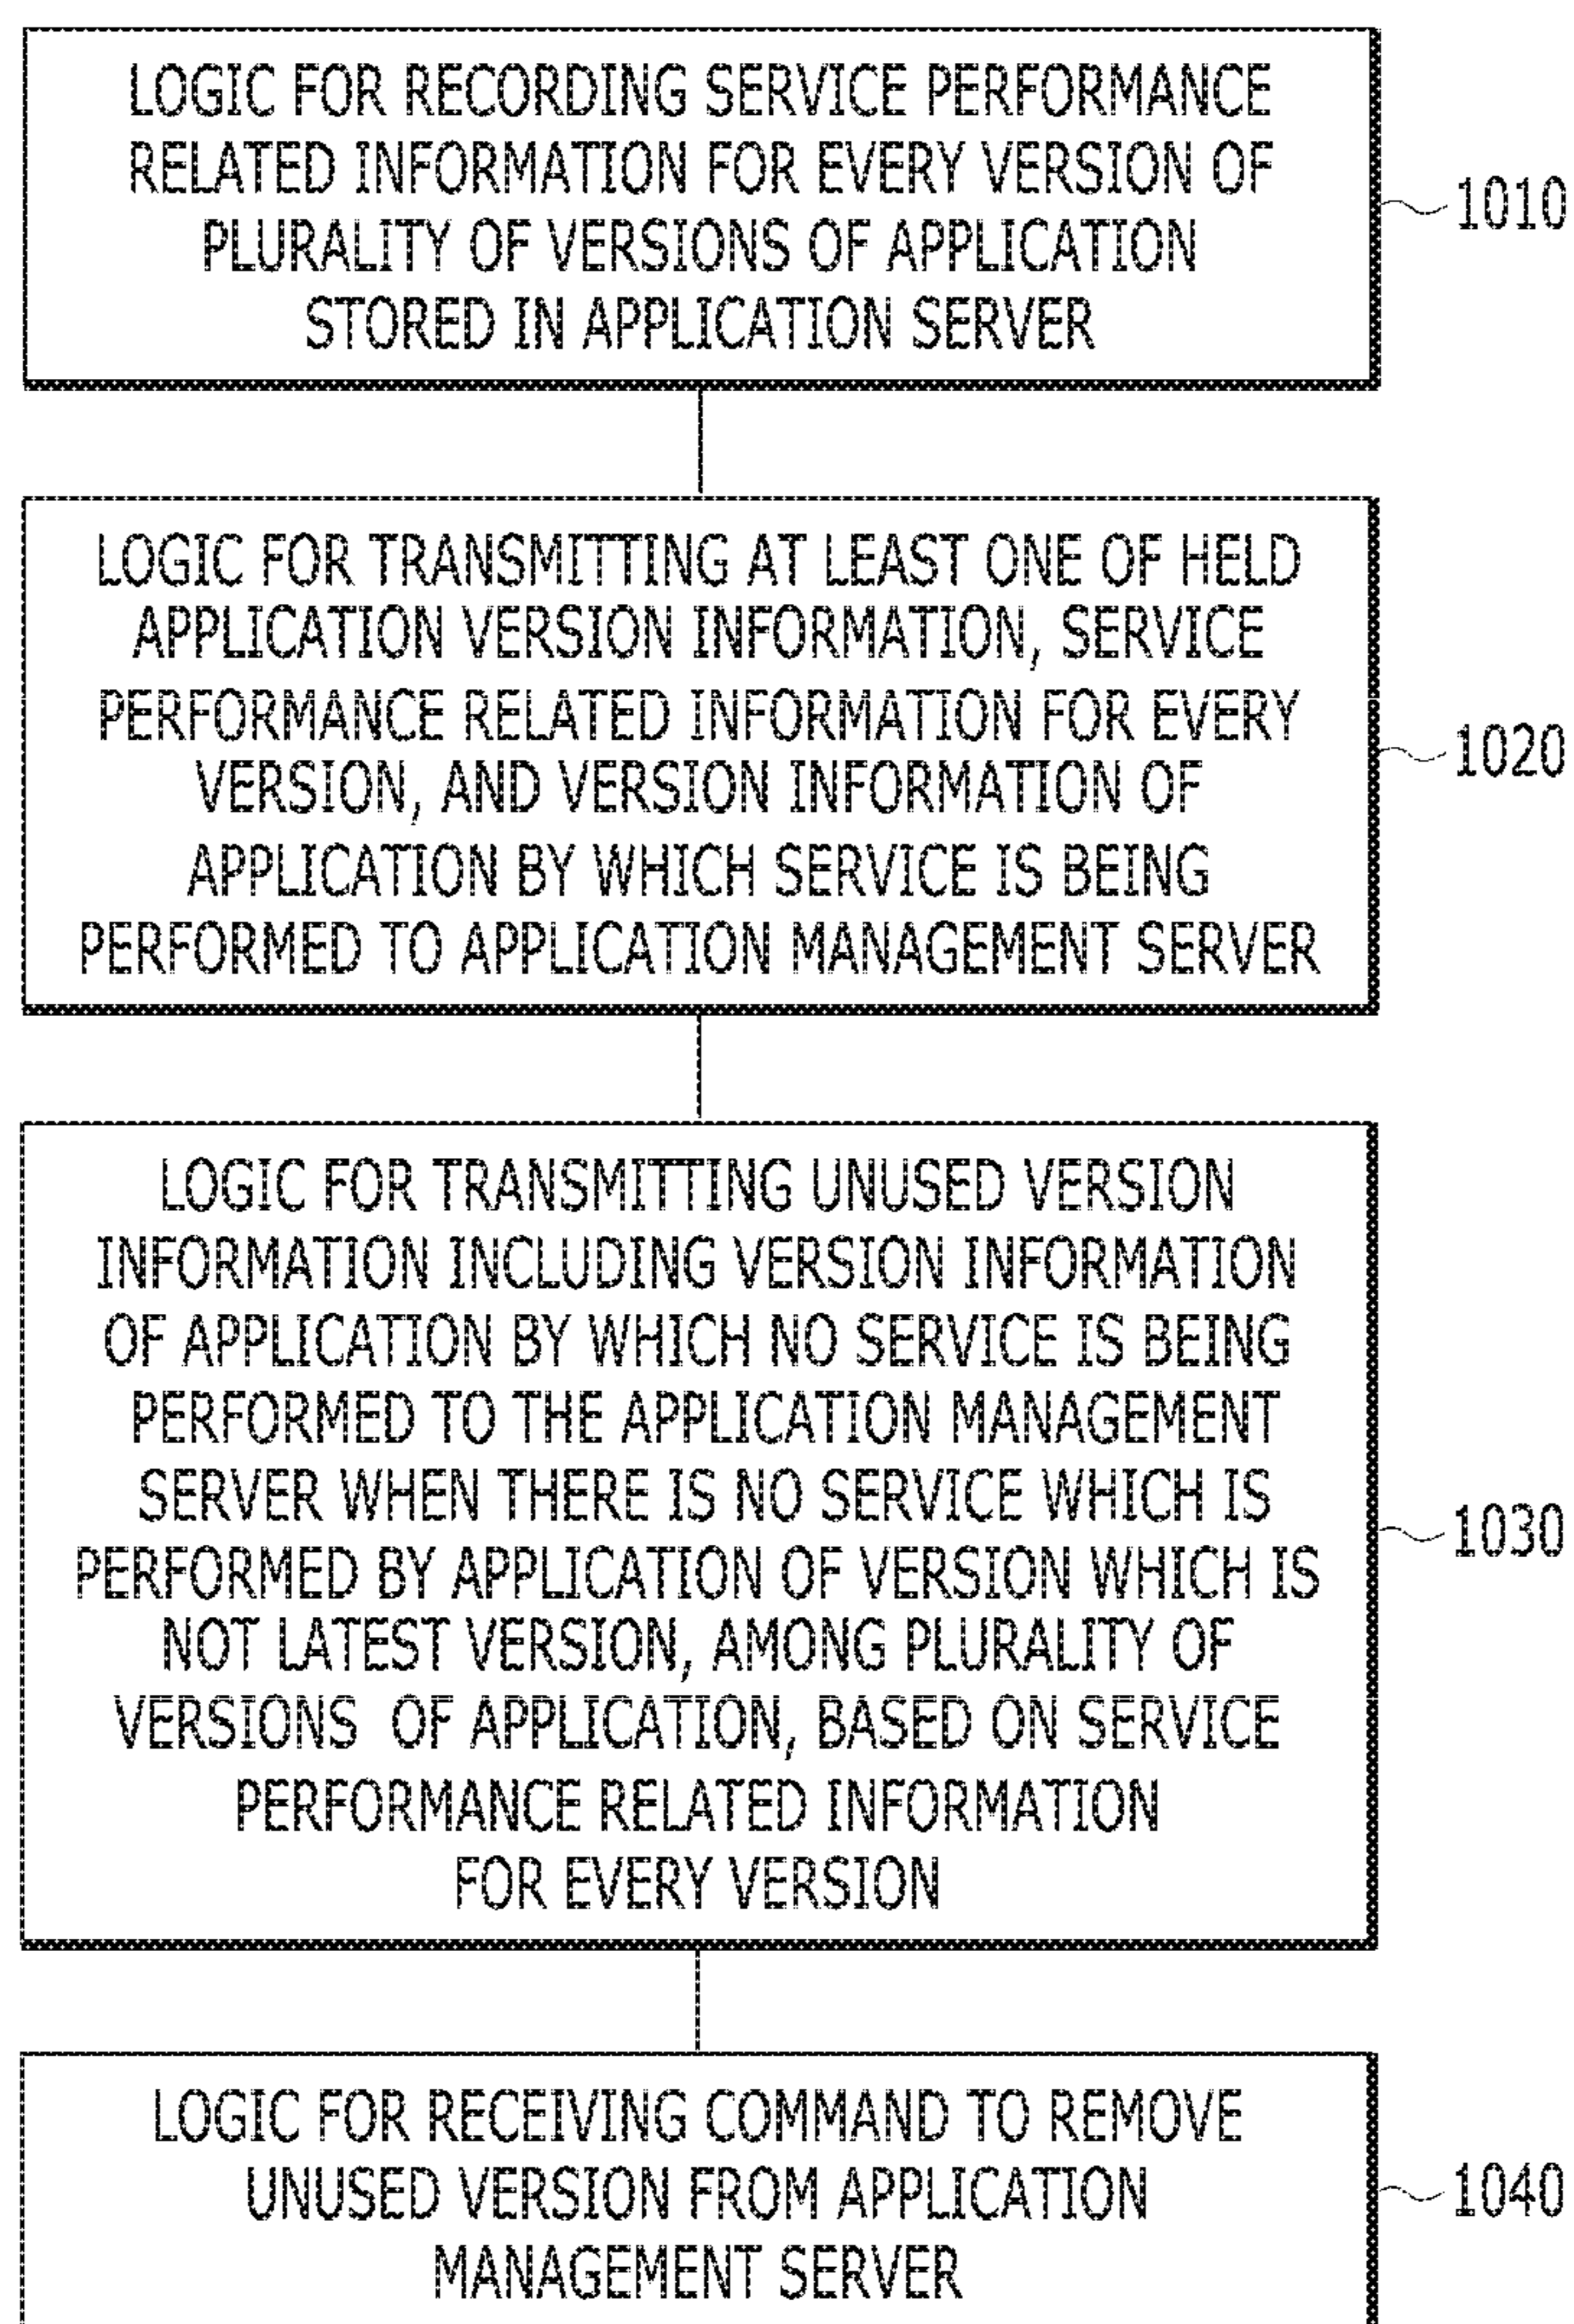 LOGIC FOR RECORDING SERVICE PERFORMANCE
RELATED INFORMATION FOR EVERY VERSION OF
PLURALITY OF VERSIONS OF APPLICATION
STORED IN APPLICATION SERVER
1010
LOGIC FOR TRANSMITTING AT LEAST ONE OF HELD
APPLICATION VERSION INFORMATION, SERVICE
PERFORMANCE RELATED INFORMATION FOR EVERY
VERSION, AND VERSION INFORMATION OF
APPLICATION BY WHICH SERVICE IS BEING
PERFORMED TO APPLICATION MANAGEMENT SERVER
1020
LOGIC FOR TRANSMITTING UNUSED VERSION
INFORMATION INCLUDING VERSION INFORMATION
OF APPLICATION BY WHICH NO SERVICE IS BEING
PERFORMED TO THE APPLICATION MANAGEMENT
SERVER WHEN THERE IS NO SERVICE WHICH IS
PERFORMED BY APPLICATION OF VERSION WHICH IS
NOT LATEST VERSION, AMONG PLURALITY OF
VERSIONS OF APPLICATION, BASED ON SERVICE
PERFORMANCE RELATED INFORMATION
FOR EVERY VERSION
1030
LOGIC FOR RECEIVING COMMAND TO REMOVE
UNUSED VERSION FROM APPLICATION
MANAGEMENT SERVER
1040